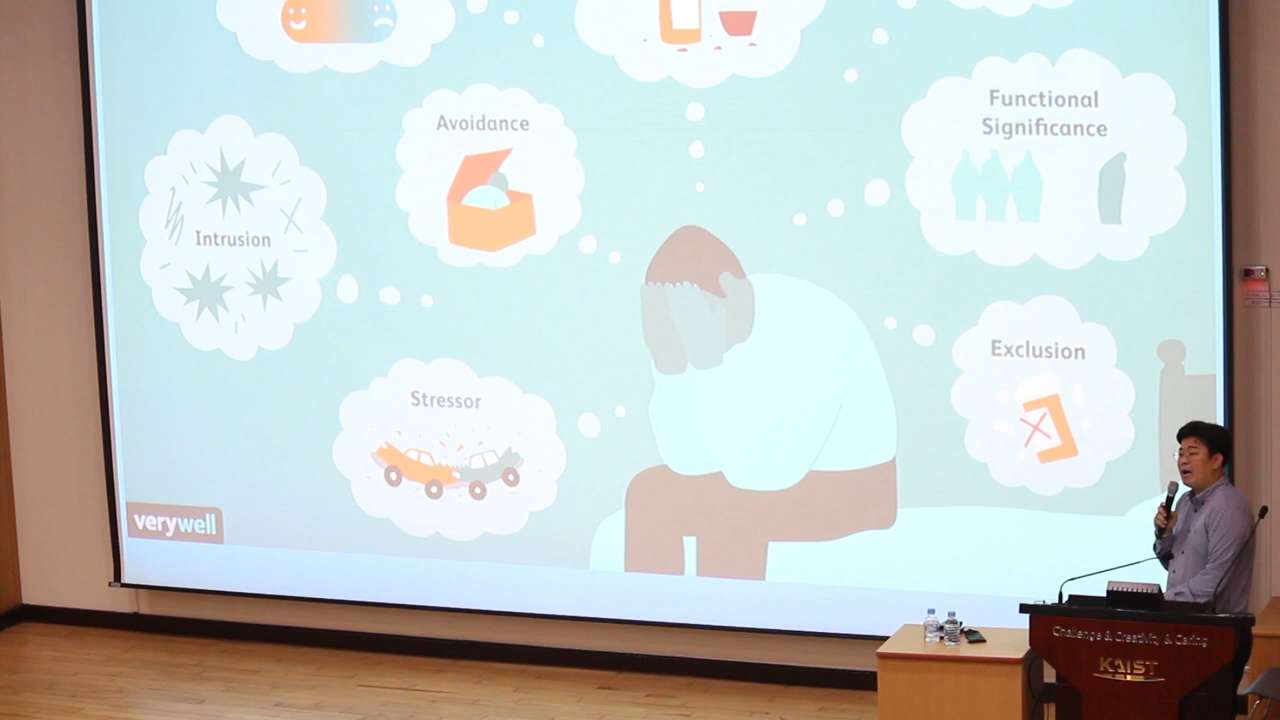 Functional
Significance
Avoidance
Intrusion
Exclusion
Stressor
verywell
Challenge & Creativity & Caring
KAIST